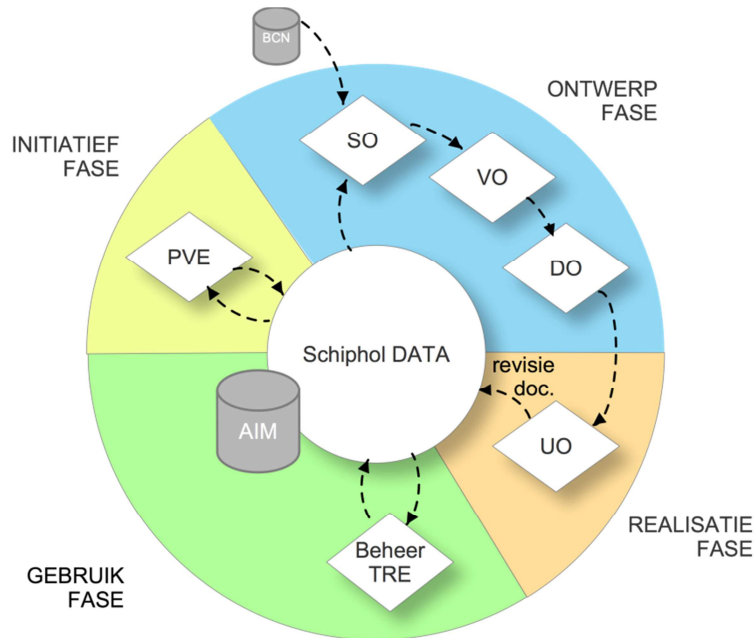 BCN
ONTWERP
FASE
INITIATIEF
FASE
SO
VO
PVE
DO
Schiphol DATA
revisie
doc.
AIM
UO
REALISATIE
FASE
Beheer
TRE
GEBRUIK
FASE